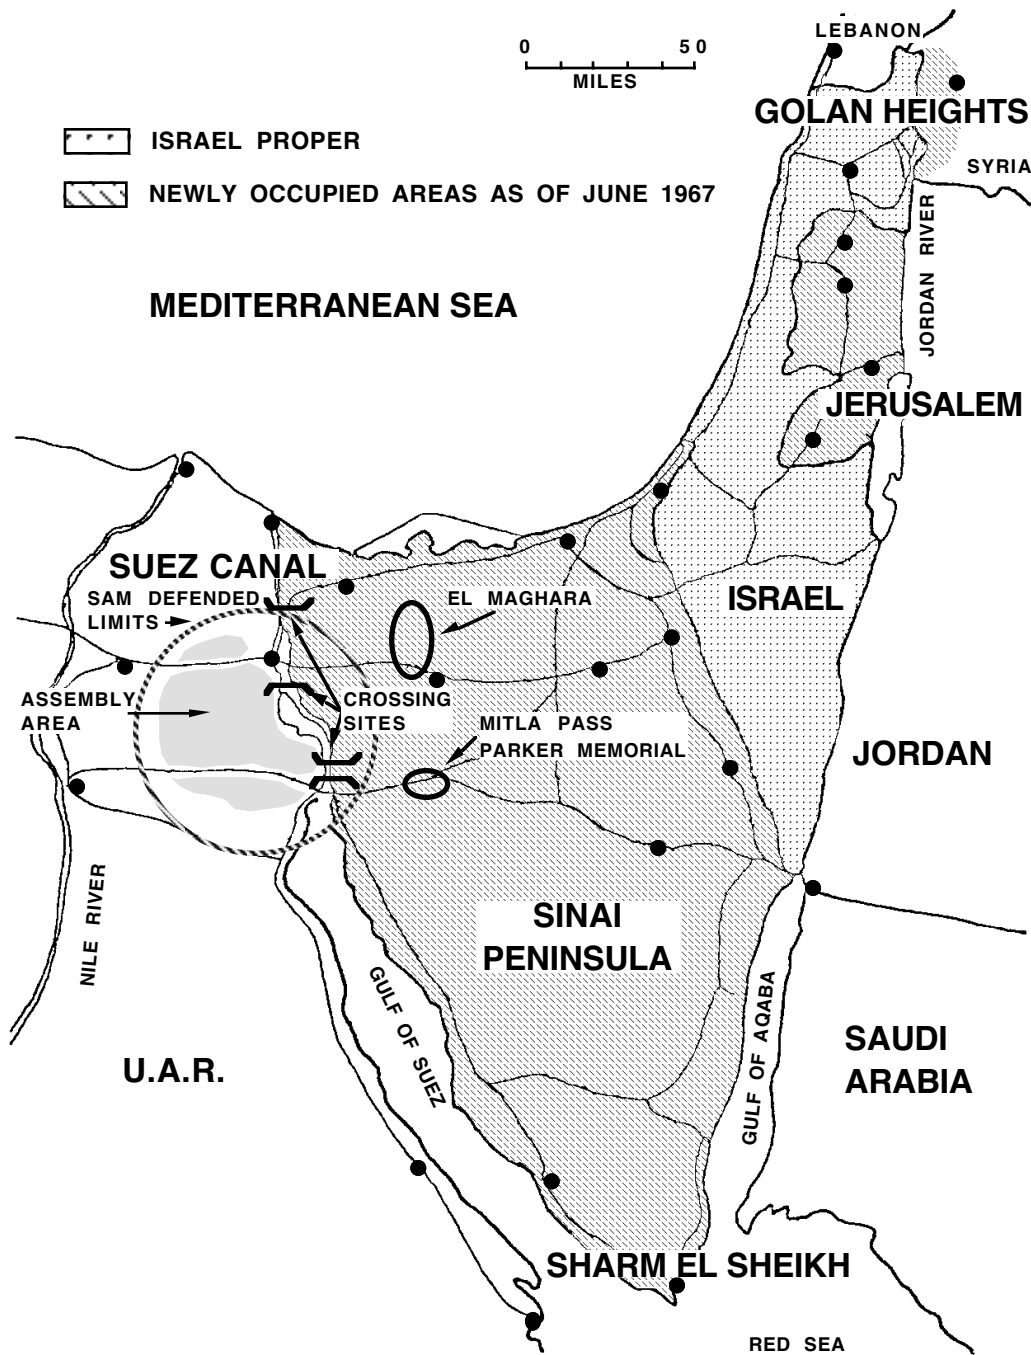 LEBANON
0 50
MILES
GOLAN HEIGHTS
ISRAEL PROPER
SYRIA
NEWLY OCCUPIED AREAS AS OF JUNE 1967
JORDAN RIVER
MEDITERRANEAN SEA
JERUSALEM
SUEZ CANAL
SAM DEFENDED
LIMITS
EL MAGHARA
ISRAEL
ASSEMBLY
AREA
CROSSING
SITES
MITLA PASS
PARKER MEMORIAL
JORDAN
NILE RIVER
SINAI
PENINSULA
GULF OF SUEZ
GULF OF AQABA
U.A.R.
SAUDI
ARABIA
SHARM EL SHEIKH
RED SEA